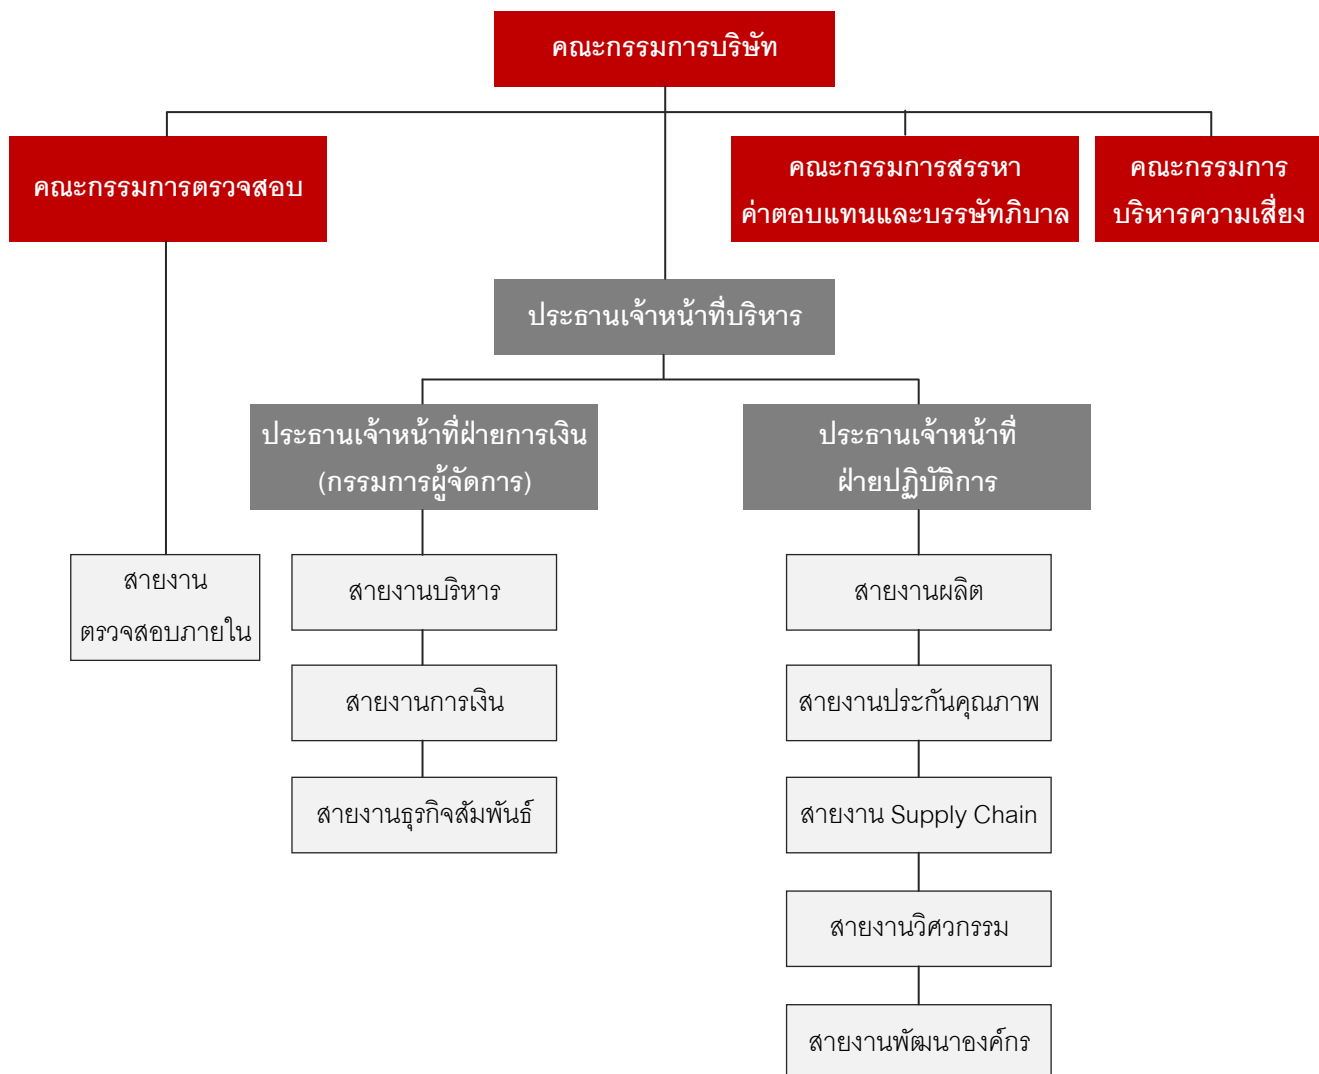 คณะกรรมการบริษัท
คณะกรรมการตรวจสอบ
คณะกรรมการสรรหา
ค่าตอบแทนและบรรษัทภิบาล
คณะกรรมการ
บริหารความเสี่ยง
ประธานเจ้าหน้าที่บริหาร
ประธานเจ้าหน้าที่ฝ่ายการเงิน
(กรรมการผู้จัดการ)
ประธานเจ้าหน้าที่
ฝ่ายปฏิบัติการ
สายงาน
ตรวจสอบภายใน
สายงานบริหาร
สายงานการเงิน
สายงานธุรกิจสัมพันธ์
สายงานผลิต
สายงานประกันคุณภาพ
สายงาน Supply Chain
สายงานวิศวกรรม
สายงานพัฒนาองค์กร